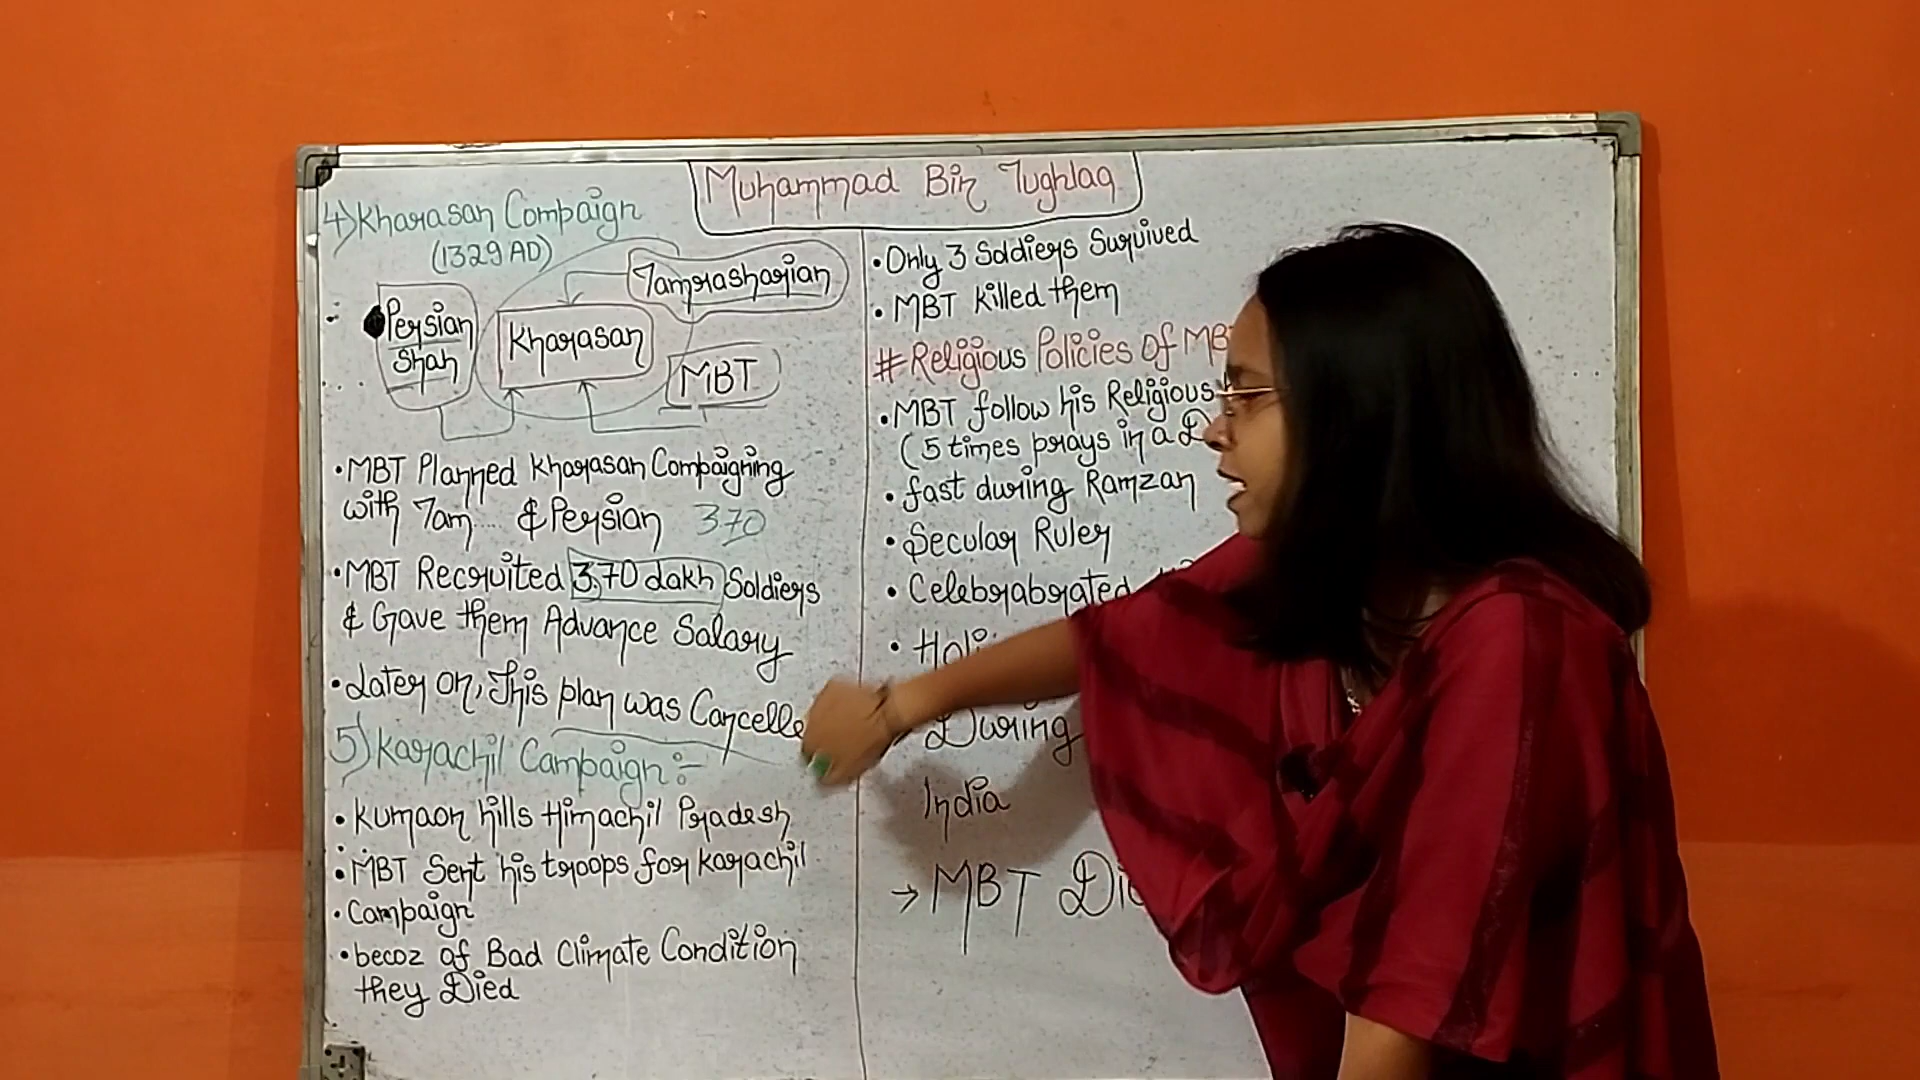 Muhammad Bin Tughlaq
4) Kharasan Compaign
(1329 AD)
Tamrasharian
Persian
Shah
Kharasan
MBT
• MBT Planned Kharasan Compaigning
with Tam..... & Persian 370
• MBT Recruited 3,70 Lakh Soldiers
& Gave them Advance Salary
• Later on, This plan was Cancelle
5) Karachil Campaign :-
• Kumaon hills Himachil Pradesh
• MBT Sent his troops for Karachil
• Campaign
• becoz of Bad Climate Condition
they Died
• Only 3 Soldiers Survived
• MBT killed them
# Religious Policies Of MB
• MBT follow his Religious
(5 times prays in a D
• fast during Ramzan
• Secular Ruler
• Celebrabrated
• Holi
During
India
→ MBT Die